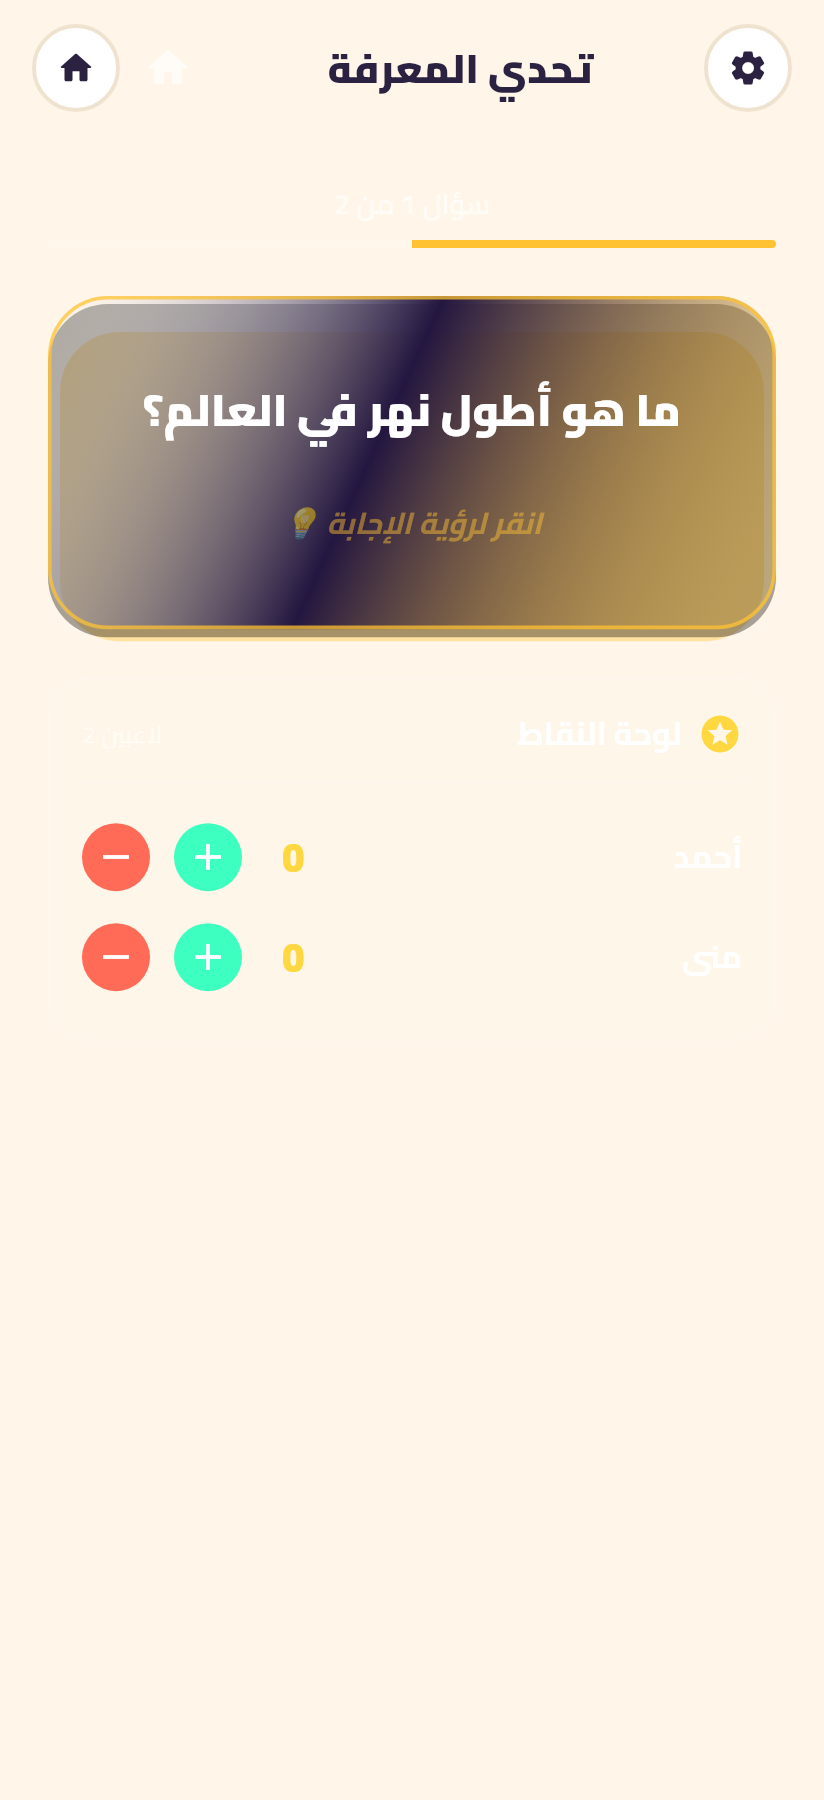 تحدي المعرفة
سؤال 1 من 2
ما هو أطول نهر في العالم؟
انقر لرؤية الإجابة 💡
لوحة النقاط
لاعبين 2
أحمد
0
منى
0